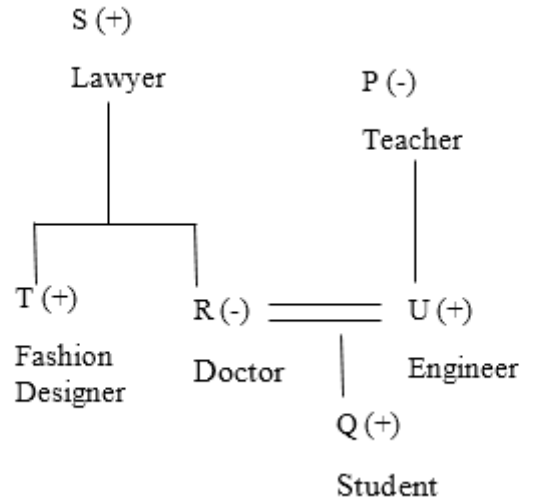 S (+)
Lawyer
P (-)
Teacher
T (+)
Fashion
Designer
R (-)
Doctor
U (+)
Engineer
Q (+)
Student